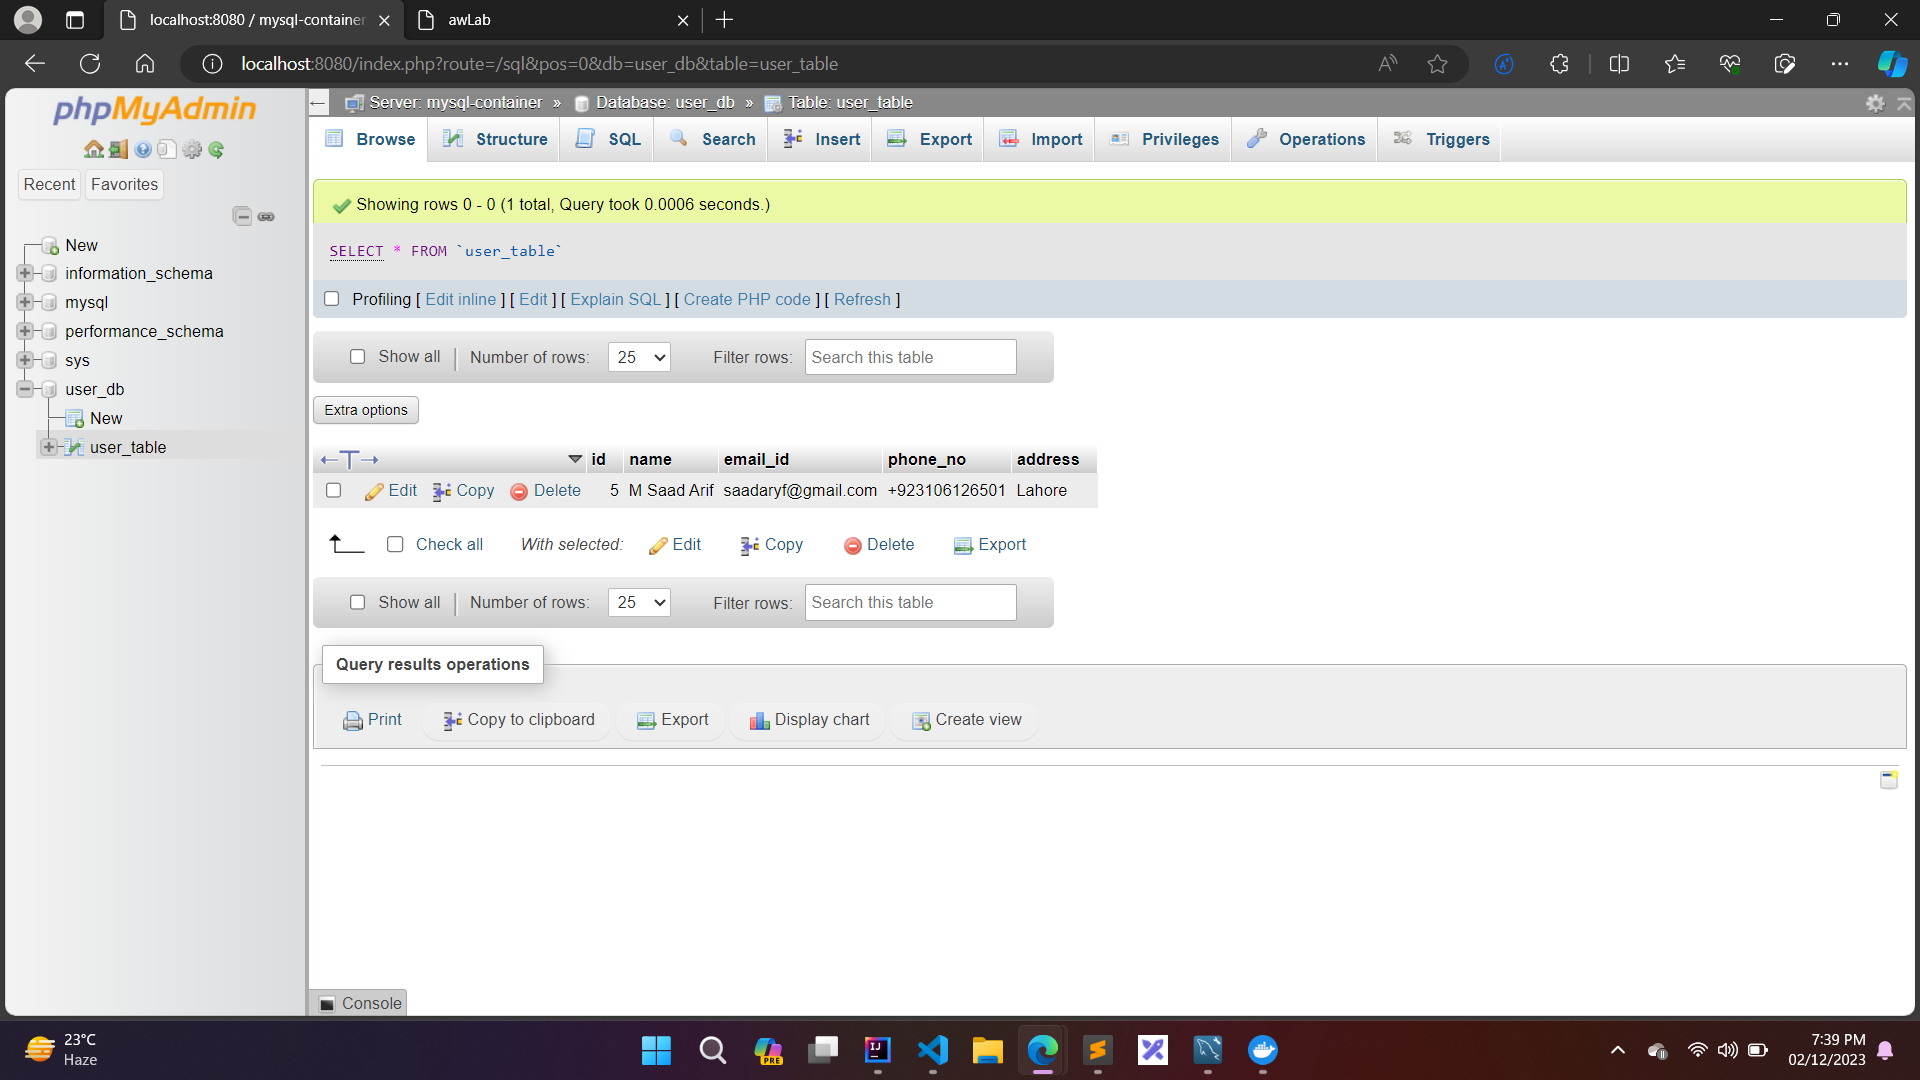 localhost:8080 / mysql-container
awLab
localhost:8080/index.php?route=/sql&pos=0&db=user_db&table=user_table
phpMyAdmin
Recent Favorites
New
information_schema
mysql
performance_schema
sys
user_db
New
user_table
Server: mysql-container » Database: user_db » Table: user_table
Browse Structure SQL Search Insert Export Import Privileges Operations Triggers
Showing rows 0 - 0 (1 total, Query took 0.0006 seconds.)
SELECT * FROM `user_table`
Profiling [ Edit inline ] [ Edit ] [ Explain SQL ] [ Create PHP code ] [ Refresh ]
Show all Number of rows: 25 Filter rows: Search this table
Extra options
id name email_id phone_no address
Edit Copy Delete 5 M Saad Arif saadaryf@gmail.com +923106126501 Lahore
Check all With selected: Edit Copy Delete Export
Show all Number of rows: 25 Filter rows: Search this table
Query results operations
Print Copy to clipboard Export Display chart Create view
Console
23°C
Haze
PRE
IJ
7:39 PM
02/12/2023